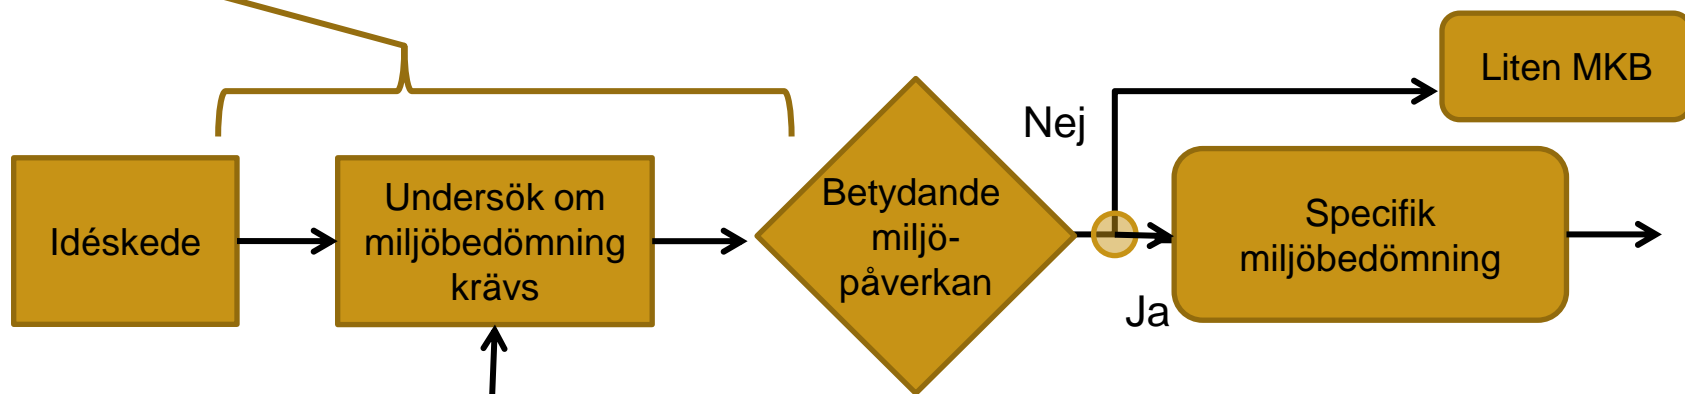 Idéskede
Undersök om
miljöbedömning
krävs
Betydande
miljö-
påverkan
Nej
Ja
Liten MKB
Specifik
miljöbedömning